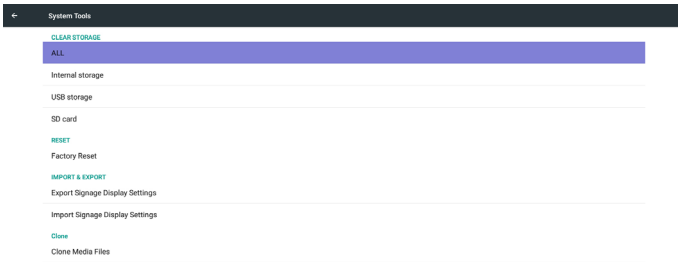 System Tools
CLEAR STORAGE
ALL
Internal storage
USB storage
SD card
RESET
Factory Reset
IMPORT & EXPORT
Export Signage Display Settings
Import Signage Display Settings
Clone
Clone Media Files